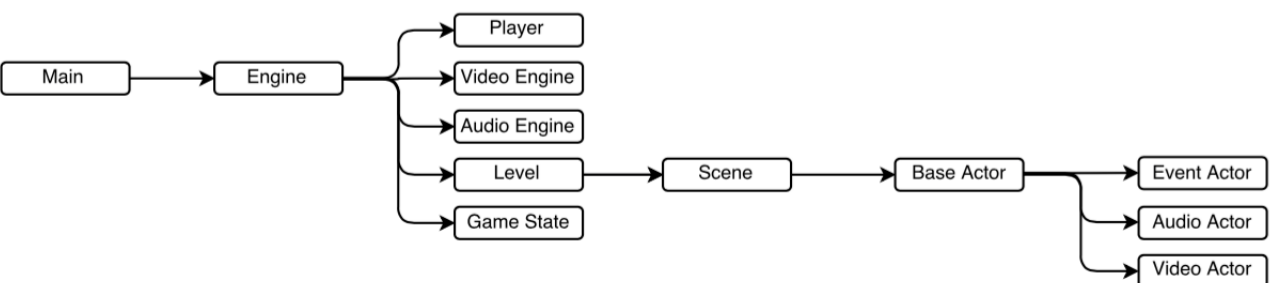 Player
Main
Engine
Video Engine
Audio Engine
Level
Scene
Base Actor
Event Actor
Game State
Audio Actor
Video Actor